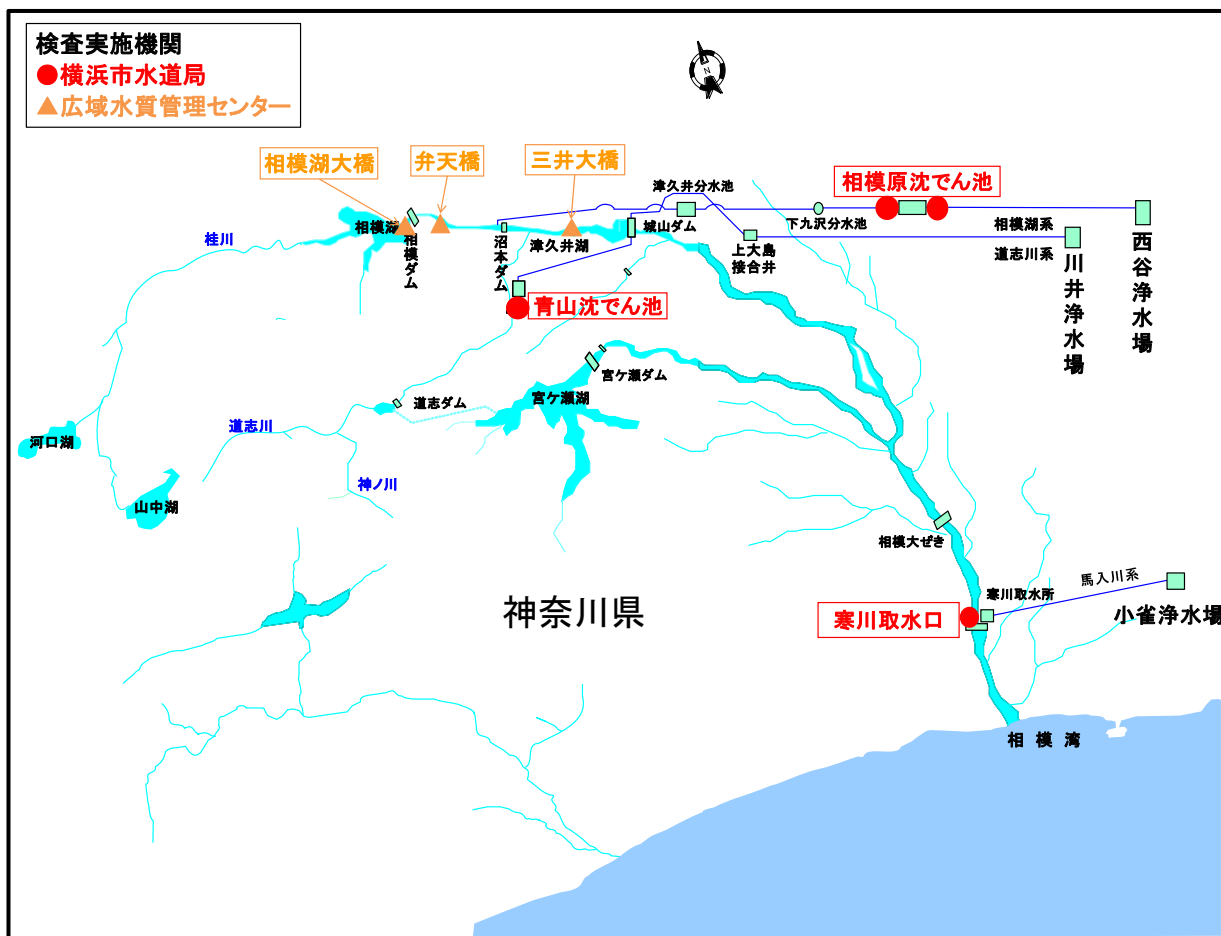 検査実施機関
●横浜市水道局
▲広域水質管理センター
N
相模湖大橋
弁天橋
三井大橋
相模原沈でん池
津久井分水池
相模湖
相模ダム
沼本ダム
津久井湖
城山ダム
下九沢分水池
相模湖系
道志川系
上大島
接合井
川井浄水場
西谷浄水場
桂川
青山沈でん池
宮ケ瀬ダム
宮ケ瀬湖
道志ダム
道志川
河口湖
山中湖
神ノ川
相模大ぜき
神奈川県
寒川取水口
寒川取水所
馬入川系
小雀浄水場
相模湾